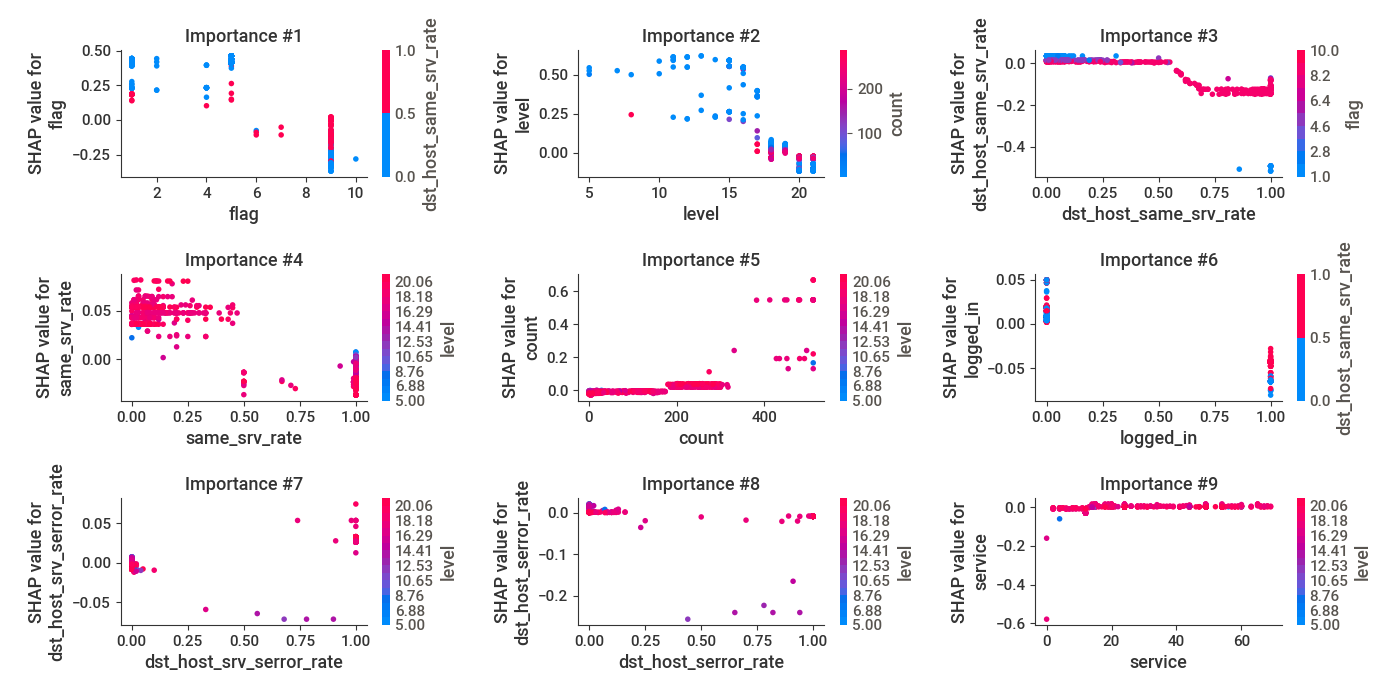 Importance #1
SHAP value for
flag
0.50
0.25
0.00
−0.25
2
4
6
8
10
flag
1.0
0.5
0.0
dst_host_same_srv_rate
Importance #2
SHAP value for
level
0.50
0.25
0.00
5
10
15
20
level
200
100
count
Importance #3
SHAP value for
dst_host_same_srv_rate
0.0
−0.2
−0.4
0.00
0.25
0.50
0.75
1.00
dst_host_same_srv_rate
10.0
8.2
6.4
4.6
2.8
1.0
flag
Importance #4
SHAP value for
same_srv_rate
0.05
0.00
0.00
0.25
0.50
0.75
1.00
same_srv_rate
20.06
18.18
16.29
14.41
12.53
10.65
8.76
6.88
5.00
level
Importance #5
SHAP value for
count
0.6
0.4
0.2
0.0
0
200
400
count
20.06
18.18
16.29
14.41
12.53
10.65
8.76
6.88
5.00
level
Importance #6
SHAP value for
logged_in
0.05
0.00
−0.05
0.00
0.25
0.50
0.75
1.00
logged_in
1.0
0.5
0.0
dst_host_same_srv_rate
Importance #7
SHAP value for
dst_host_srv_serror_rate
0.05
0.00
−0.05
0.00
0.25
0.50
0.75
1.00
dst_host_srv_serror_rate
20.06
18.18
16.29
14.41
12.53
10.65
8.76
6.88
5.00
level
Importance #8
SHAP value for
dst_host_serror_rate
0.0
−0.1
−0.2
0.00
0.25
0.50
0.75
1.00
dst_host_serror_rate
20.06
18.18
16.29
14.41
12.53
10.65
8.76
6.88
5.00
level
Importance #9
SHAP value for
service
0.0
−0.2
−0.4
−0.6
0
20
40
60
service
20.06
18.18
16.29
14.41
12.53
10.65
8.76
6.88
5.00
level